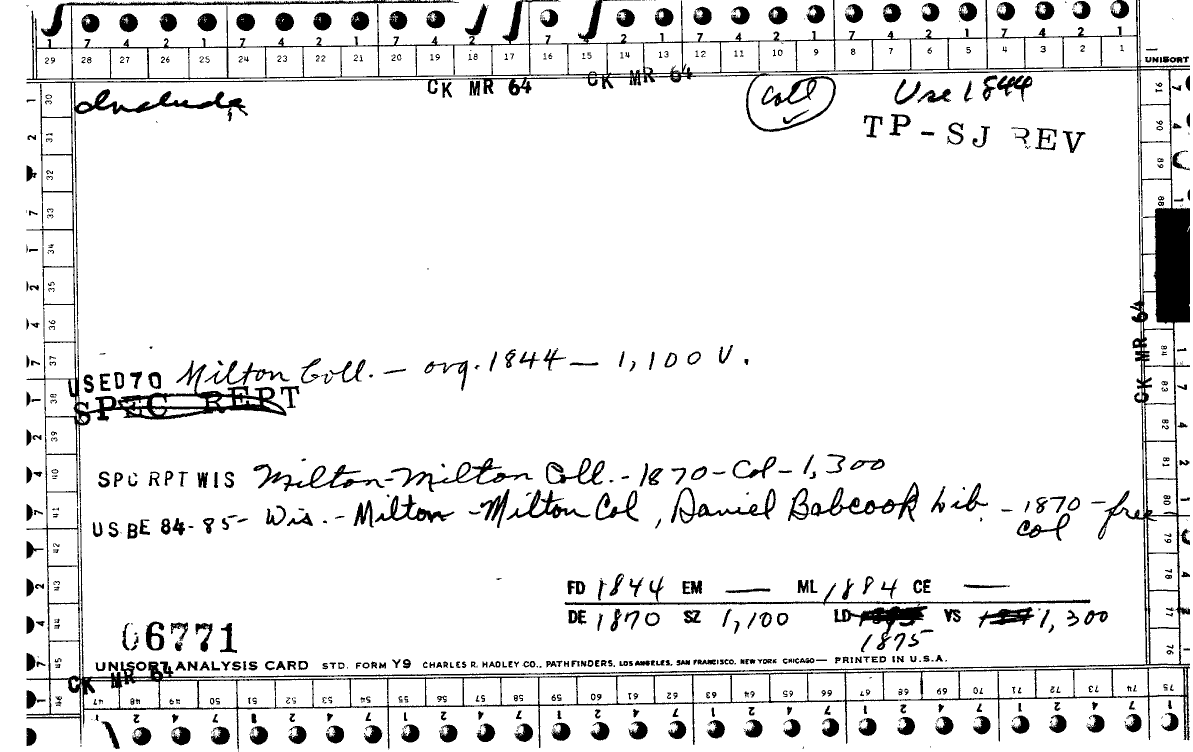 7 4 2 1 7 4 2 1 7 4 2 1 7 4 2 1 7 4 2 1 7 4 2 1
29 28 27 26 25 24 23 22 21 20 19 18 17 16 15 14 13 12 11 10 9 8 7 6 5 4 3 2 1
UNISORT
CK MR 64 CK MR 64
Coll
Use 1844
TP-SJ REV
CK MR 64
USED70 Milton Coll. — org. 1844 — 1,100 V.
SPEC REPT
SPC RPT WIS Milton-Milton Coll.-1870-Col-1,300
US BE 84-85- Wis.-Milton-Milton Col, Daniel Babcook Lib. - 1870-free
Col
FD 1844 EM — ML 1884 CE —
DE 1870 SZ 1,100 LD VS 1,300
1875
06771
UNISORT ANALYSIS CARD STD. FORM Y9 CHARLES R. HADLEY CO., PATHFINDERS, LOS ANGELES, SAN FRANCISCO, NEW YORK CHICAGO— PRINTED IN U.S.A.
CK MR 64
47 48 49 50 51 52 53 54 55 56 57 58 59 60 61 62 63 64 65 66 67 68 69 70 71 72 73 74 75